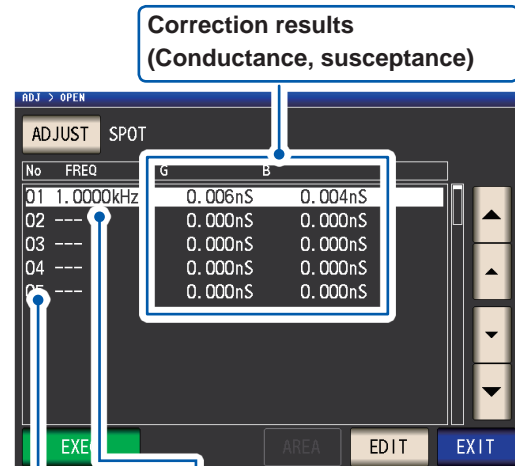 Correction results
(Conductance, susceptance)
ADJ > OPEN
ADJUST SPOT
No FREQ G B
01 1.0000kHz 0.006nS 0.004nS
02 --- 0.000nS 0.000nS
03 --- 0.000nS 0.000nS
04 --- 0.000nS 0.000nS
--- 0.000nS 0.000nS
AREA EDIT EXIT